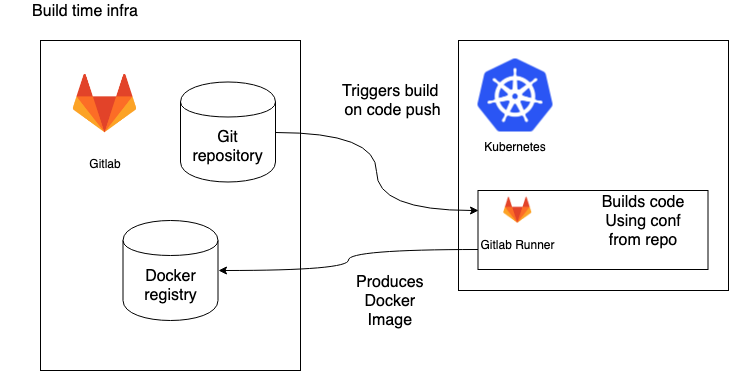 Build time infra
Gitlab
Git
repository
Docker
registry
Triggers build
on code push
Produces
Docker
Image
Kubernetes
Gitlab Runner
Builds code
Using conf
from repo